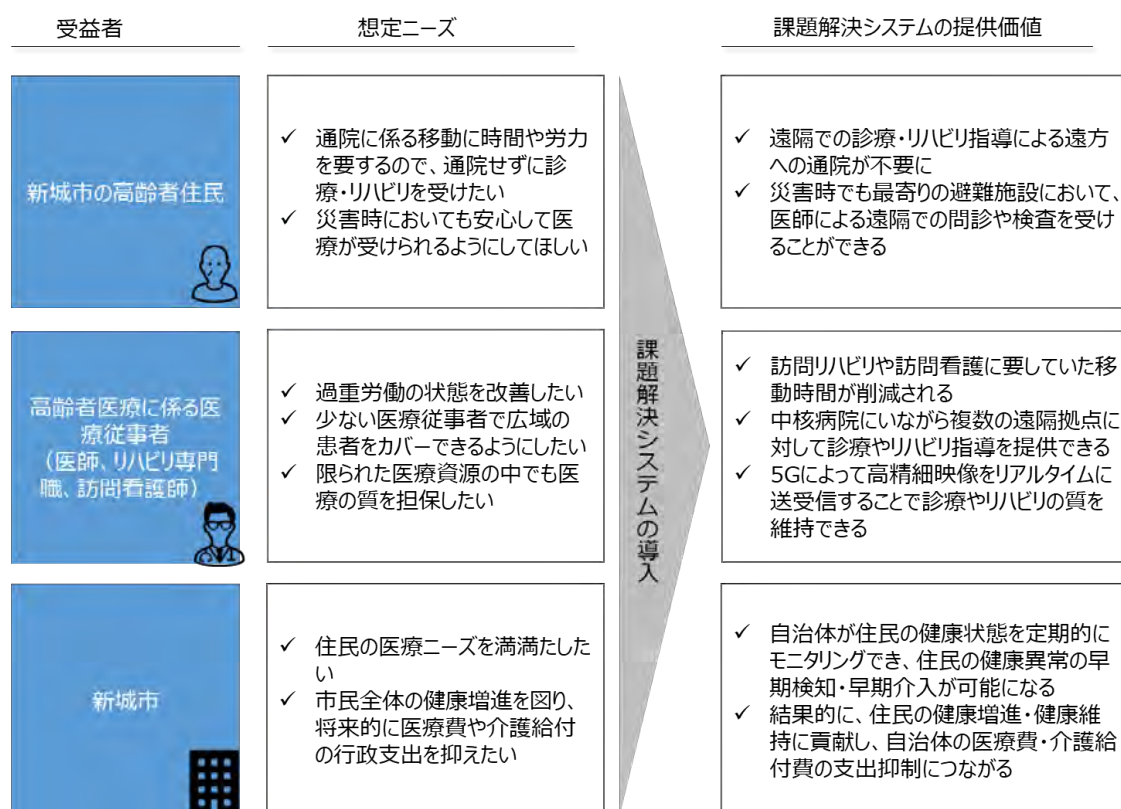 受益者
想定ニーズ
課題解決システムの提供価値
新城市の高齢者住民
✓ 通院に係る移動に時間や労力
を要するので、通院せずに診
療・リハビリを受けたい
✓ 災害時においても安心して医
療が受けられるようにしてほしい
✓ 遠隔での診療・リハビリ指導による遠方
への通院が不要に
✓ 災害時でも最寄りの避難施設において、
医師による遠隔での問診や検査を受け
ることができる
課題解決システムの導入
高齢者医療に係る医
療従事者
（医師、リハビリ専門
職、訪問看護師）
✓ 過重労働の状態を改善したい
✓ 少ない医療従事者で広域の
患者をカバーできるようにしたい
✓ 限られた医療資源の中でも医
療の質を担保したい
✓ 訪問リハビリや訪問看護に要していた移
動時間が削減される
✓ 中核病院にいながら複数の遠隔拠点に
対して診療やリハビリ指導を提供できる
✓ 5Gによって高精細映像をリアルタイムに
送受信することで診療やリハビリの質を
維持できる
新城市
✓ 住民の医療ニーズを満満たした
い
✓ 市民全体の健康増進を図り、
将来的に医療費や介護給付
の行政支出を抑えたい
✓ 自治体が住民の健康状態を定期的に
モニタリングでき、住民の健康異常の早
期検知・早期介入が可能になる
✓ 結果的に、住民の健康増進・健康維
持に貢献し、自治体の医療費・介護給
付費の支出抑制につながる